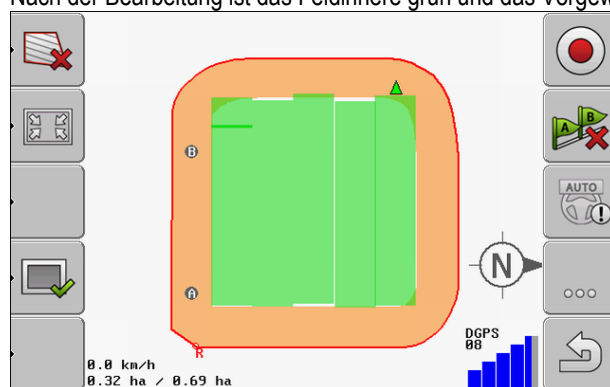 Nach der Bearbeitung ist das Feldinnere grün und das
A B
AUTO
B
N
A
DGPS
08
R
0.0 km/h
0.32 ha / 0.69 ha